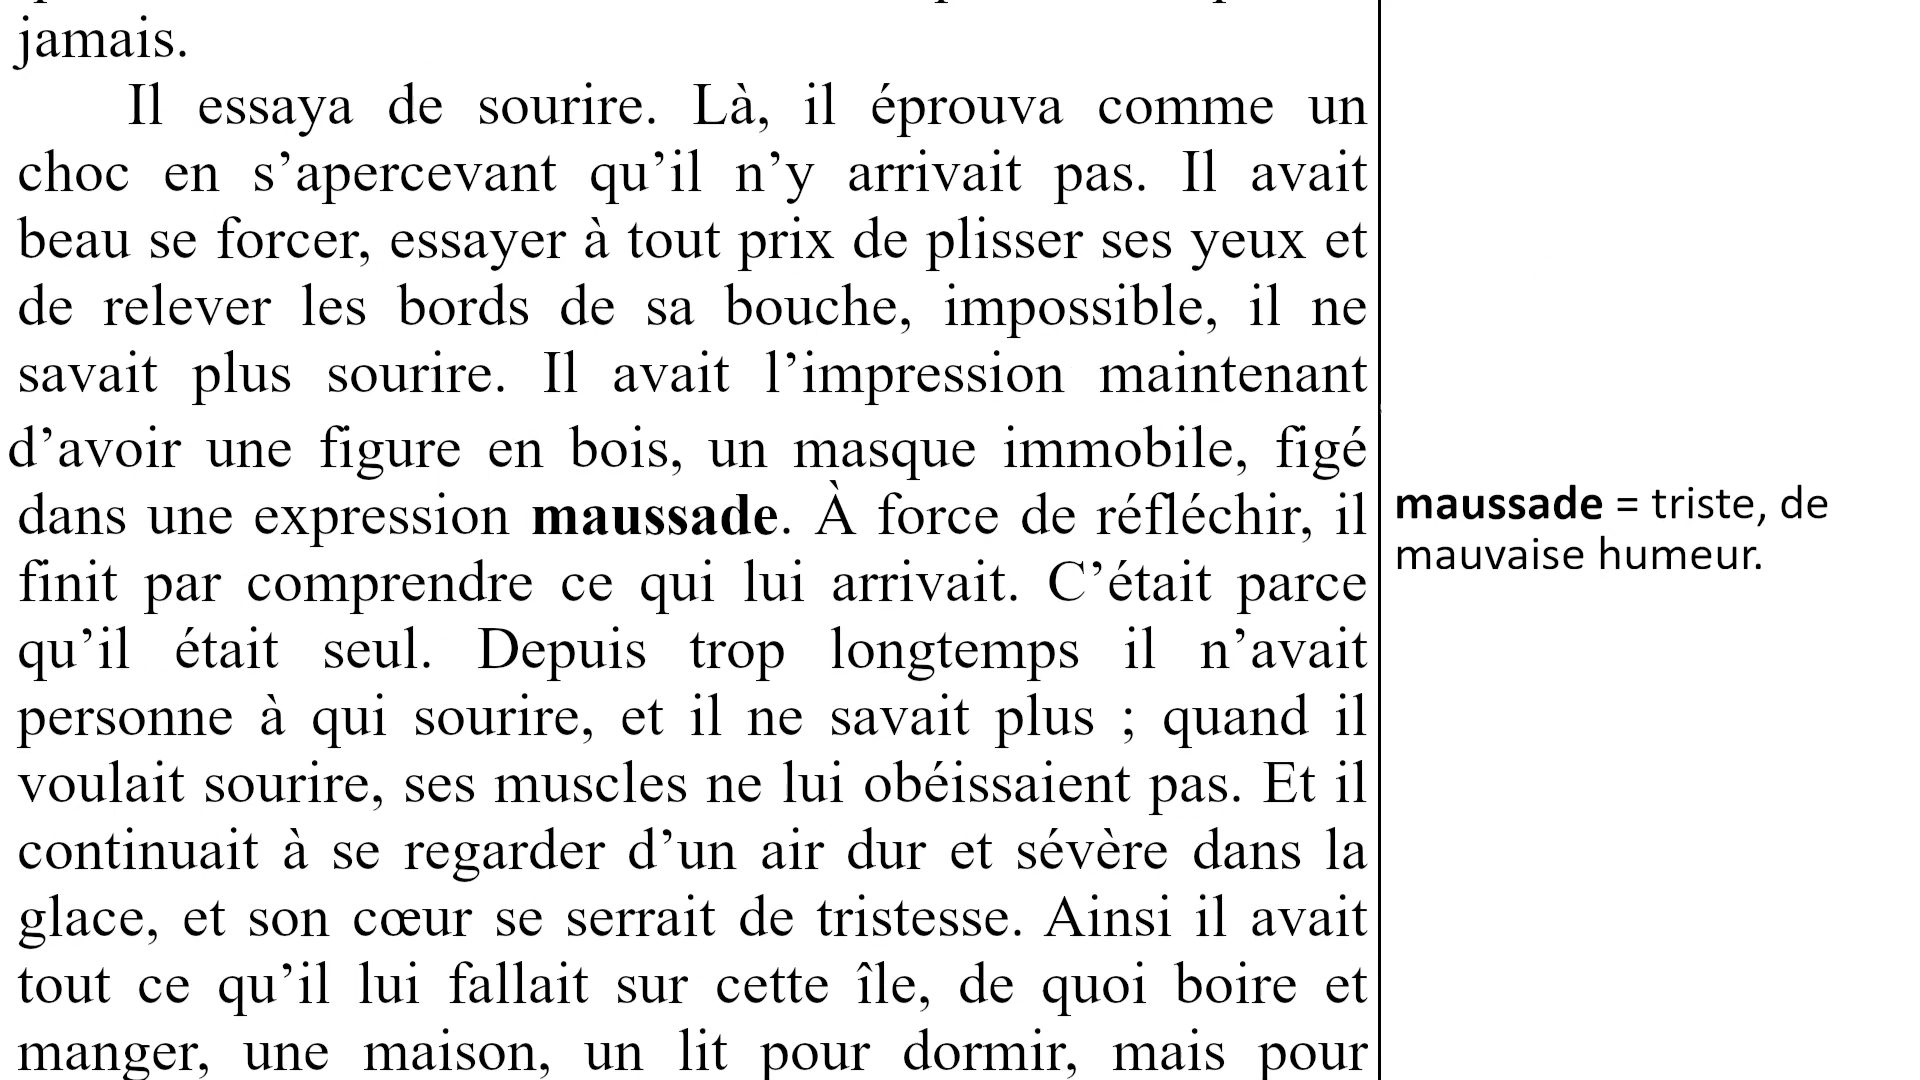 jamais.
Il essaya de sourire. Là, il éprouva comme un
choc en s’apercevant qu’il n’y arrivait pas. Il avait
beau se forcer, essayer à tout prix de plisser ses yeux et
de relever les bords de sa bouche, impossible, il ne
savait plus sourire. Il avait l’impression maintenant
d’avoir une figure en bois, un masque immobile, figé
dans une expression maussade. À force de réfléchir, il
finit par comprendre ce qui lui arrivait. C’était parce
qu’il était seul. Depuis trop longtemps il n’avait
personne à qui sourire, et il ne savait plus ; quand il
voulait sourire, ses muscles ne lui obéissaient pas. Et il
continuait à se regarder d’un air dur et sévère dans la
glace, et son cœur se serrait de tristesse. Ainsi il avait
tout ce qu’il lui fallait sur cette île, de quoi boire et
manger, une maison, un lit pour dormir, mais pour
maussade = triste, de
mauvaise humeur.